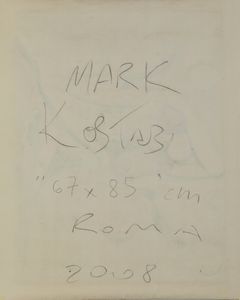 MARK
KOSTABI
"67 x 85" cm
ROMA
2008